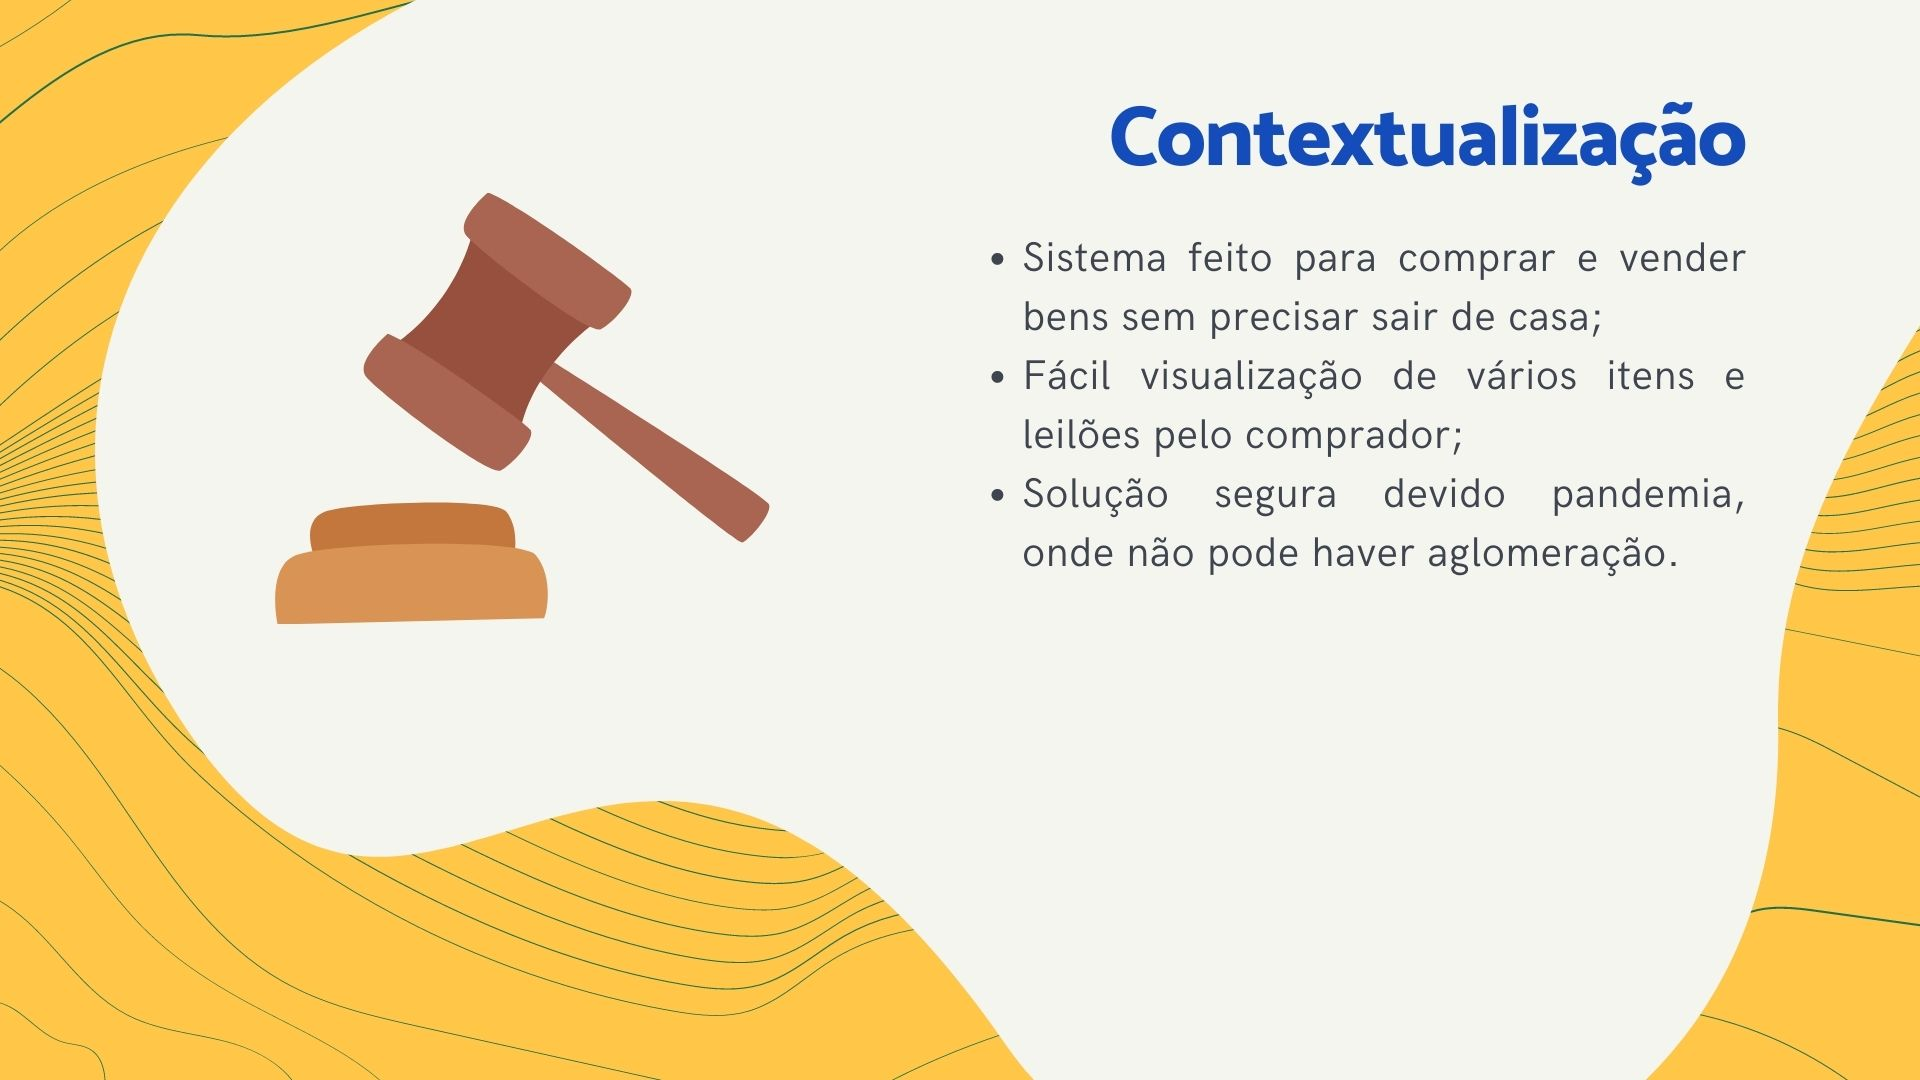 Contextualização
• Sistema feito para comprar e vender
bens sem precisar sair de casa;
• Fácil visualização de vários itens e
leilões pelo comprador;
• Solução segura devido pandemia,
onde não pode haver aglomeração.